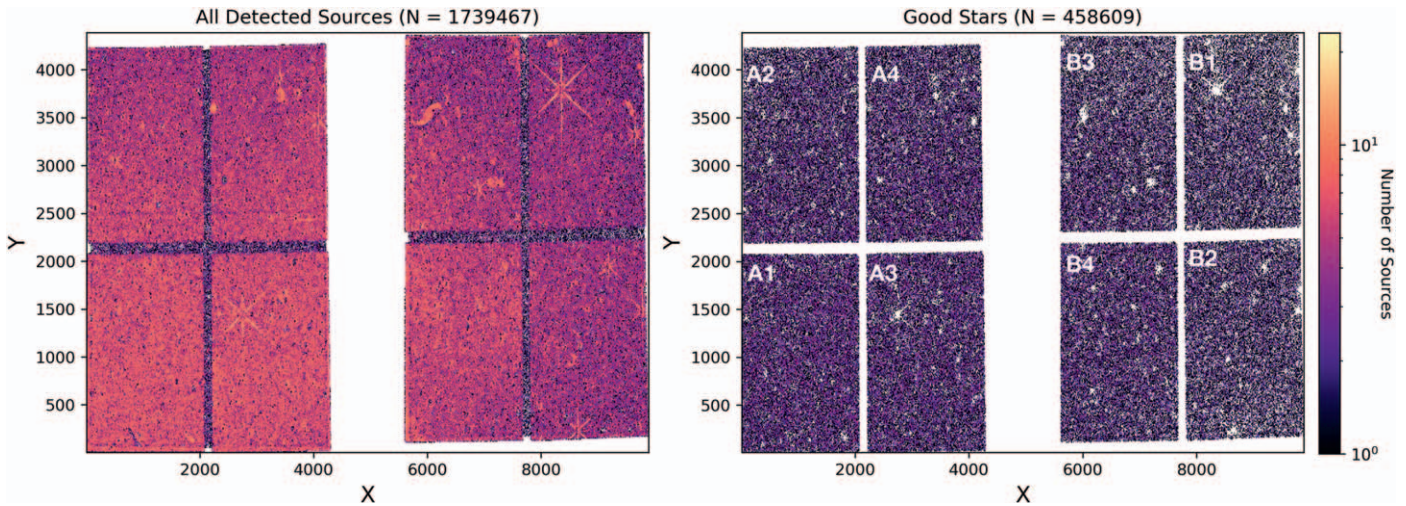 All Detected Sources (N = 1739467)
Good Stars (N = 458609)
4000
3500
3000
2500
2000
1500
1000
500
Y
2000
4000
6000
8000
X
A2
A4
B3
B1
A1
A3
B4
B2
4000
3500
3000
2500
2000
1500
1000
500
Y
2000
4000
6000
8000
X
10¹
10⁰
Number of Sources